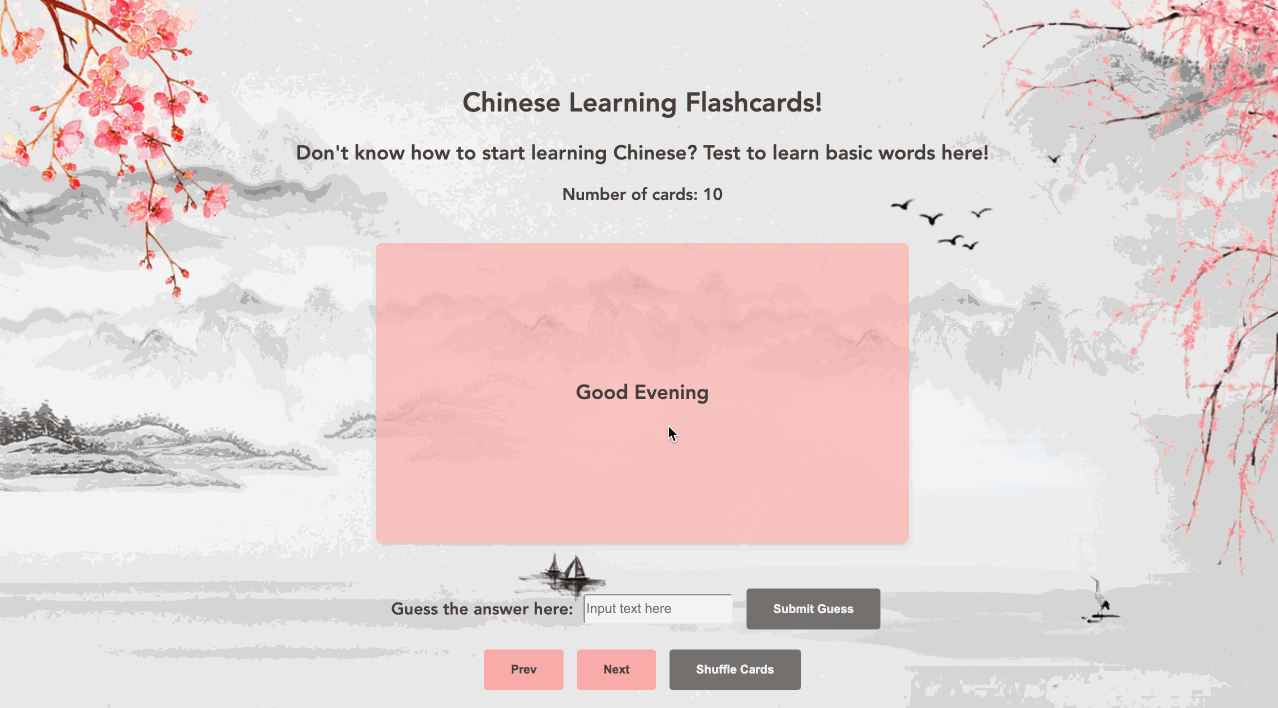 Chinese Learning Flashcards!
Don't know how to start learning Chinese? Test to learn basic words here!
Number of cards: 10
Good Evening
Guess the answer here: Input text here Submit Guess
Prev Next Shuffle Cards